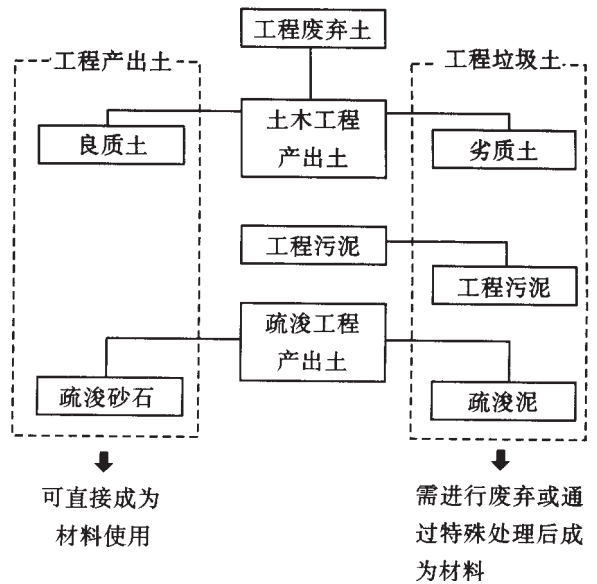 工程废弃土
工程产出土
工程垃圾土
土木工程
产出土
良质土
劣质土
工程污泥
工程污泥
疏浚工程
产出土
疏浚砂石
疏浚泥
可直接成为
材料使用
需进行废弃或通
过特殊处理后成
为材料